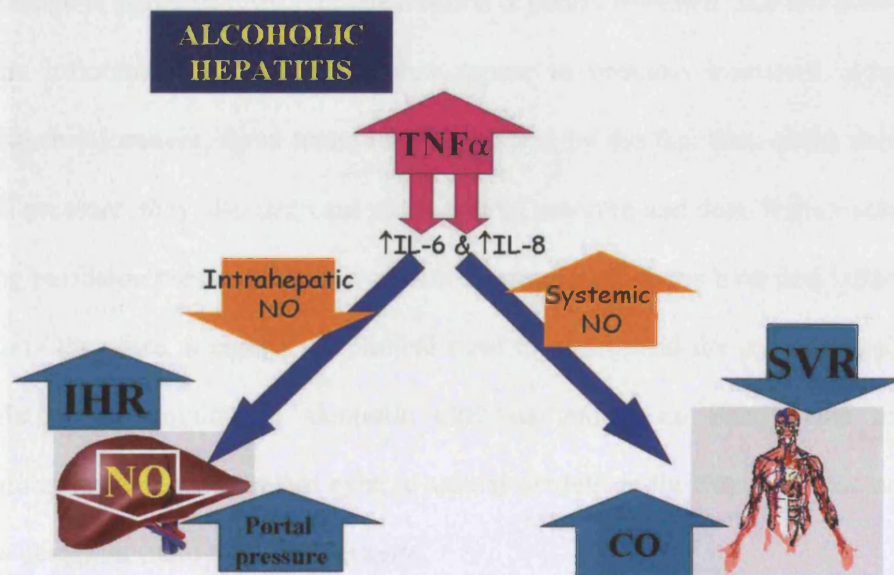 ALCOHOLIC
HEPATITIS
TNFα
↑IL-6 & ↑IL-8
Intrahepatic
NO
Systemic
NO
IHR
SVR
NO
Portal
pressure
CO